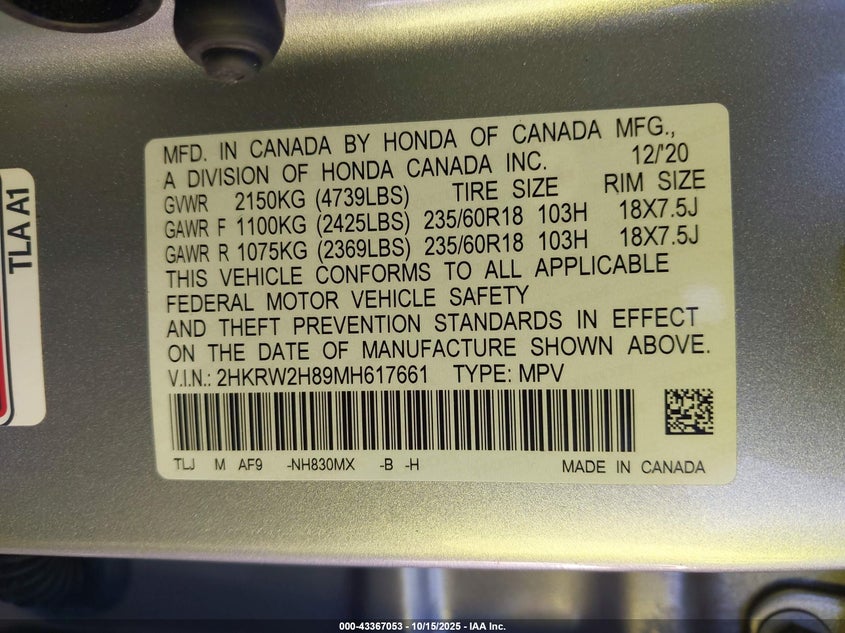 MFD. IN CANADA BY HONDA OF CANADA MFG.,
A DIVISION OF HONDA CANADA INC. 12/'20
GVWR 2150KG (4739LBS) TIRE SIZE RIM SIZE
GAWR F 1100KG (2425LBS) 235/60R18 103H 18X7.5J
GAWR R 1075KG (2369LBS) 235/60R18 103H 18X7.5J
THIS VEHICLE CONFORMS TO ALL APPLICABLE
FEDERAL MOTOR VEHICLE SAFETY
AND THEFT PREVENTION STANDARDS IN EFFECT
ON THE DATE OF MANUFACTURE SHOWN ABOVE.
V.I.N.: 2HKRW2H89MH617661 TYPE: MPV
TLJ M AF9 -NH830MX -B -H MADE IN CANADA
TLA A1
000-43367053 - 10/15/2025 - IAA Inc.